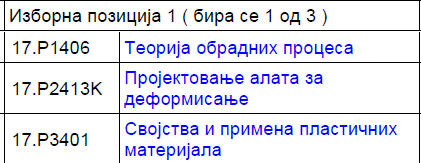 Изборна позиција 1 ( бира се 1 од 3 )
17.P1406 Теорија обрадних процеса
17.P2413K Пројектовање алата за
деформисање
17.P3401 Својства и примена пластичних
материјала